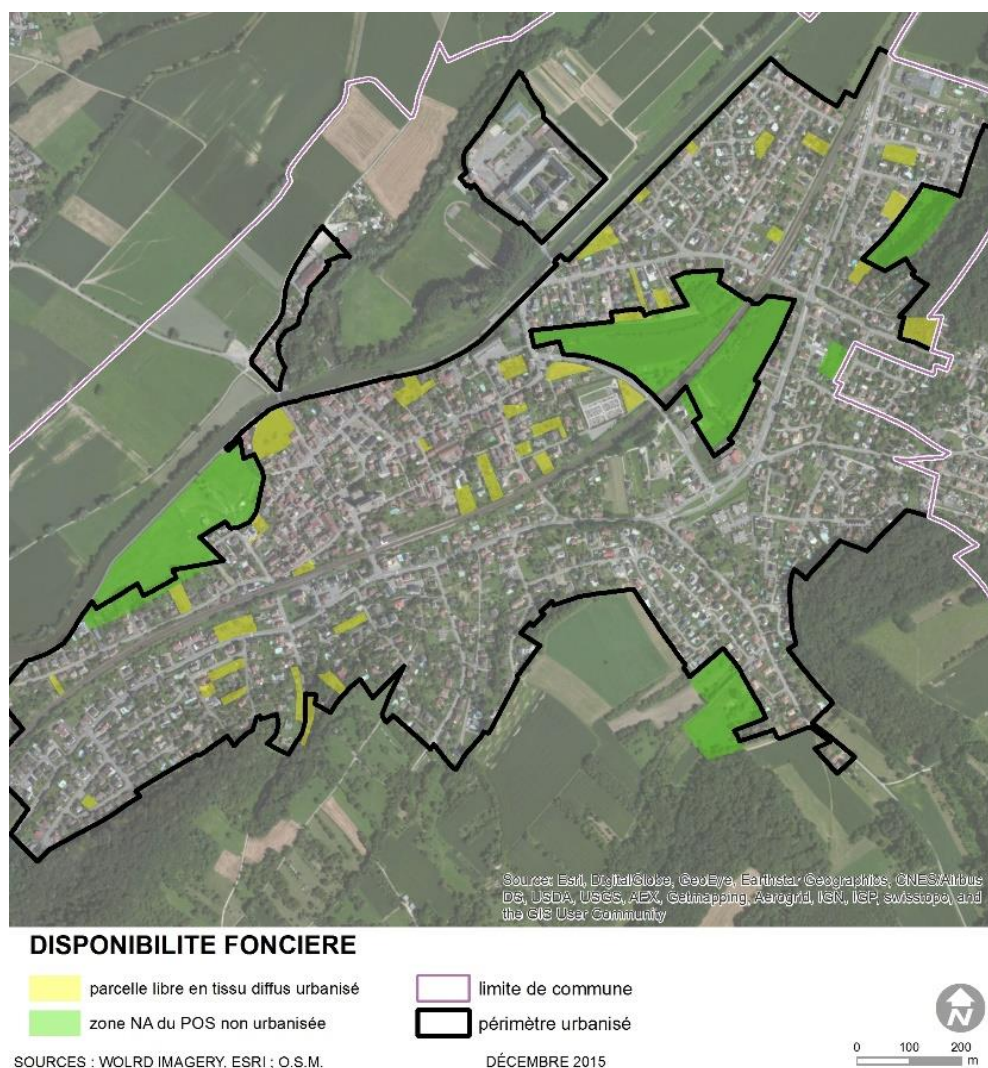 Source: Esri, DigitalGlobe, GeoEye, Earthstar Geographics, CNES/Airbus
DS, USDA, USGS, AEX, Getmapping, Aerogrid, IGN, IGP, swisstopo, and
the GIS User Community
DISPONIBILITE FONCIERE
parcelle libre en tissu diffus urbanisé
limite de commune
zone NA du POS non urbanisée
périmètre urbanisé
N
SOURCES : WOLRD IMAGERY, ESRI ; O.S.M.
DÉCEMBRE 2015
0 100 200
m